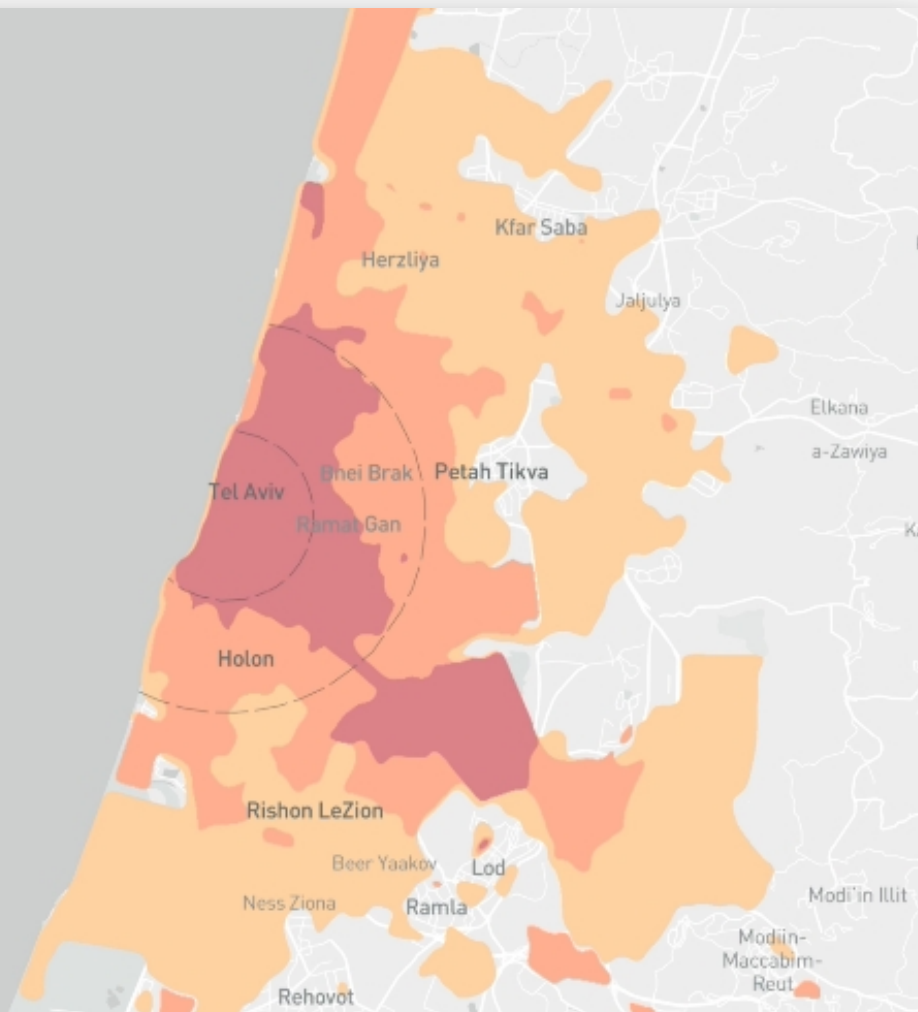 Kfar Saba
Herzliya
Jaljulya
Elkana
a-Zawiya
Bnei Brak
Petah Tikva
Tel Aviv
Ramat Gan
Holon
Rishon LeZion
Beer Yaakov
Lod
Ness Ziona
Ramla
Modi'in Illit
Modiin-
Maccabim-
Reut
Rehovot